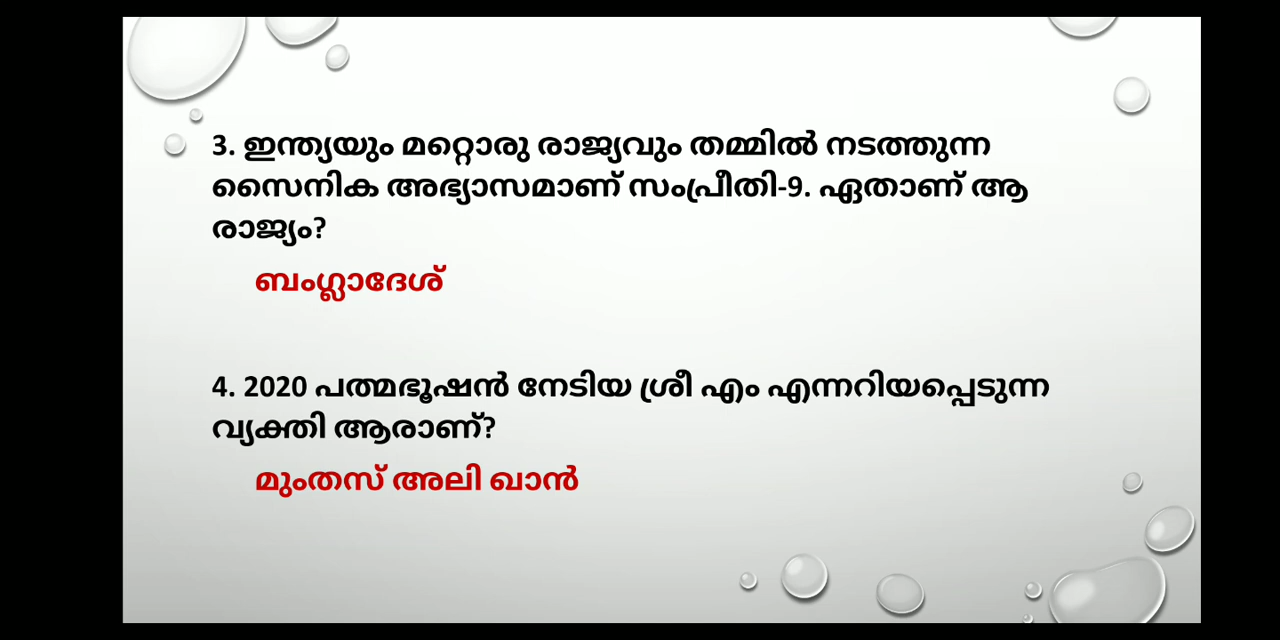 3. ഇന്ത്യയും മറ്റൊരു രാജ്യവും തമ്മിൽ നടത്തുന്ന
സൈനിക അഭ്യാസമാണ് സംപ്രീതി-9. ഏതാണ് ആ
രാജ്യം?
ബംഗ്ലാദേശ്
4. 2020 പത്മഭൂഷൻ നേടിയ ശ്രീ എം എന്നറിയപ്പെടുന്ന
വ്യക്തി ആരാണ്?
മുംതസ് അലി ഖാൻ